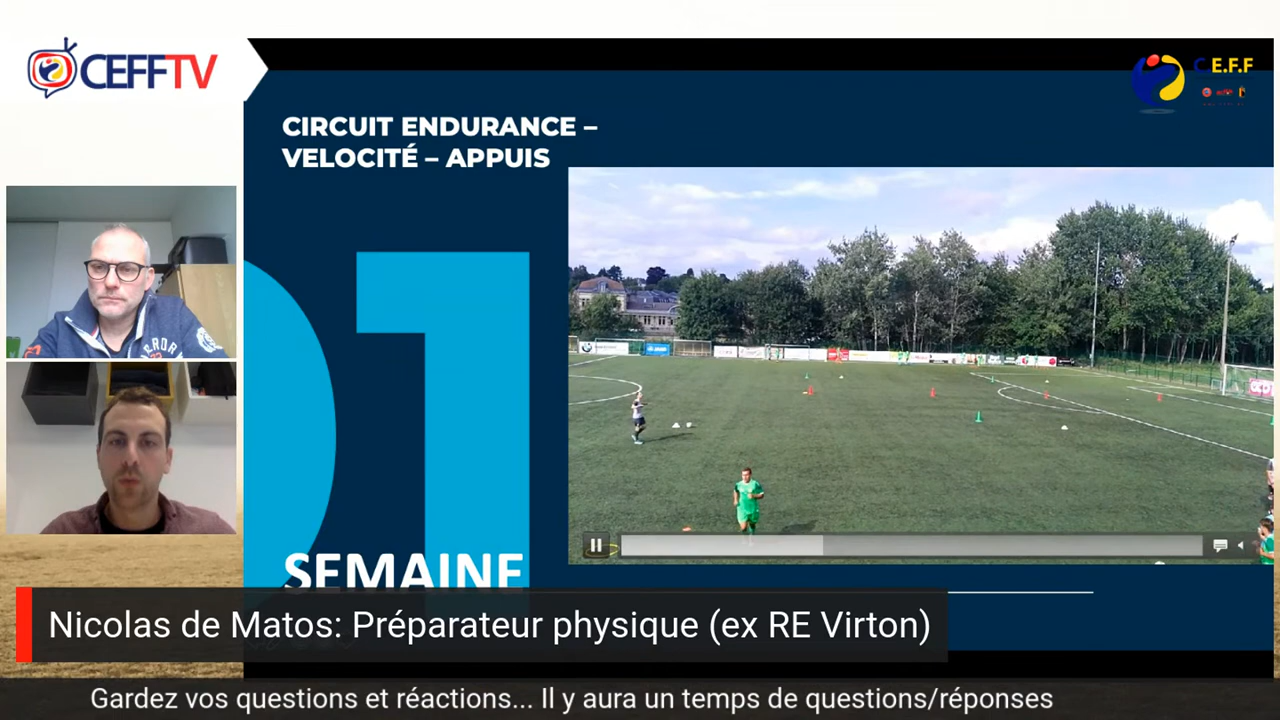 CEFFTV
C.E.F.F
CIRCUIT ENDURANCE –
VELOCITÉ – APPUIS
01
SEMAINE
Nicolas de Matos: Préparateur physique (ex RE Virton)
Gardez vos questions et réactions... Il y aura un temps de questions/réponses